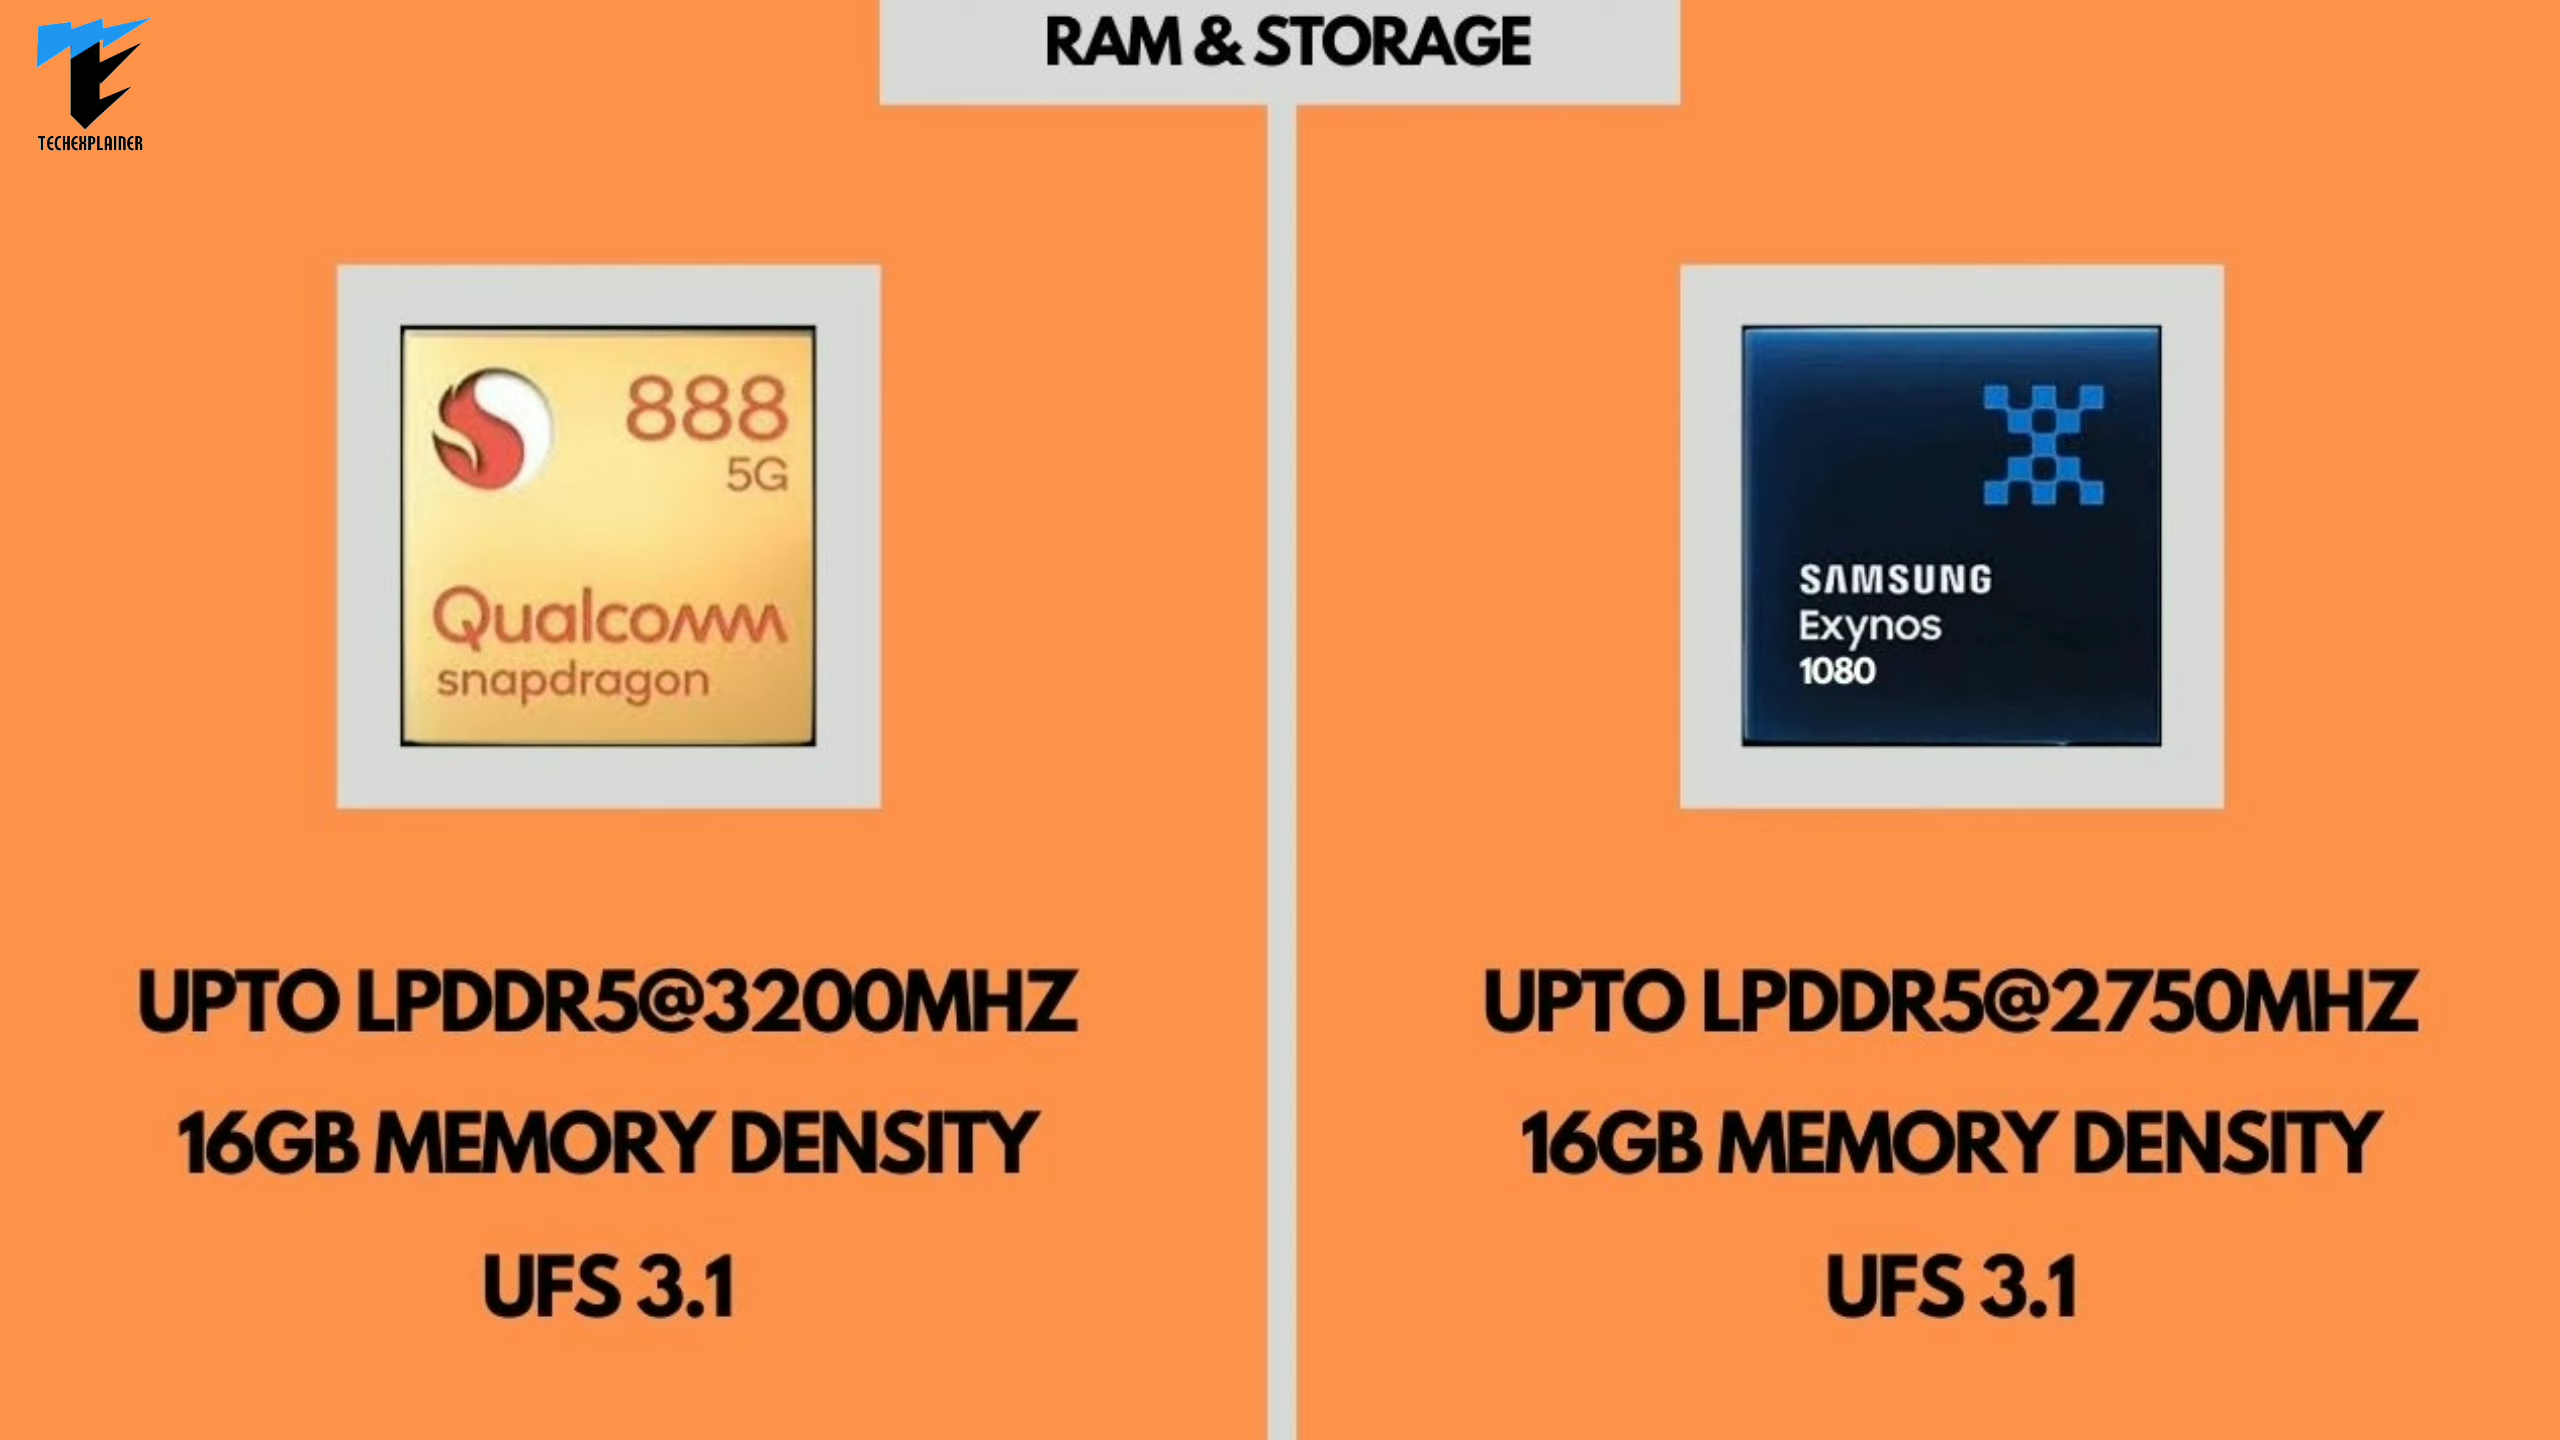 TECHEXPLAINER
RAM & STORAGE
888
5G
Qualcomm
snapdragon
UPTO LPDDR5@3200MHZ
16GB MEMORY DENSITY
UFS 3.1
SAMSUNG
Exynos
1080
UPTO LPDDR5@2750MHZ
16GB MEMORY DENSITY
UFS 3.1